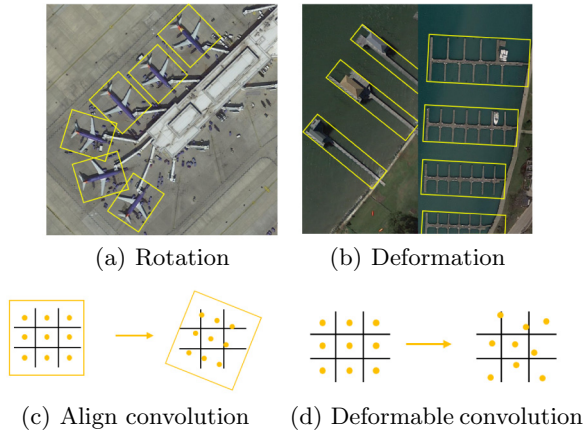 (a) Rotation
(b) Deformation
(c) Align convolution
(d) Deformable convolution